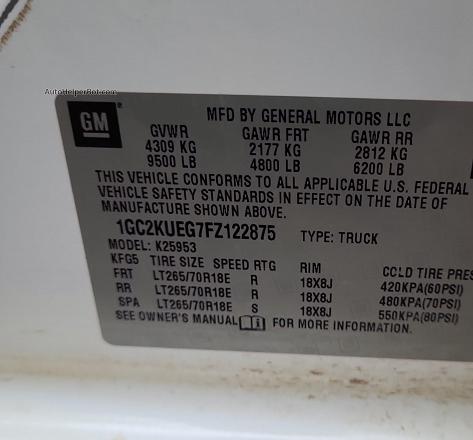 AutoHelperBot.com
GM
MFD BY GENERAL MOTORS LLC
GVWR GAWR FRT GAWR RR
4309 KG 2177 KG 2812 KG
9500 LB 4800 LB 6200 LB
THIS VEHICLE CONFORMS TO ALL APPLICABLE U.S. FEDERAL
VEHICLE SAFETY STANDARDS IN EFFECT ON THE DATE OF
MANUFACTURE SHOWN ABOVE.
1GC2KUEG7FZ122875 TYPE: TRUCK
MODEL: K25953
KFG5 TIRE SIZE SPEED RTG RIM COLD TIRE PRES
FRT LT265/70R18E R 18X8J 420KPA(60PSI)
RR LT265/70R18E R 18X8J 480KPA(70PSI)
SPA LT265/70R18E S 18X8J 550KPA(80PSI)
SEE OWNER'S MANUAL FOR MORE INFORMATION.